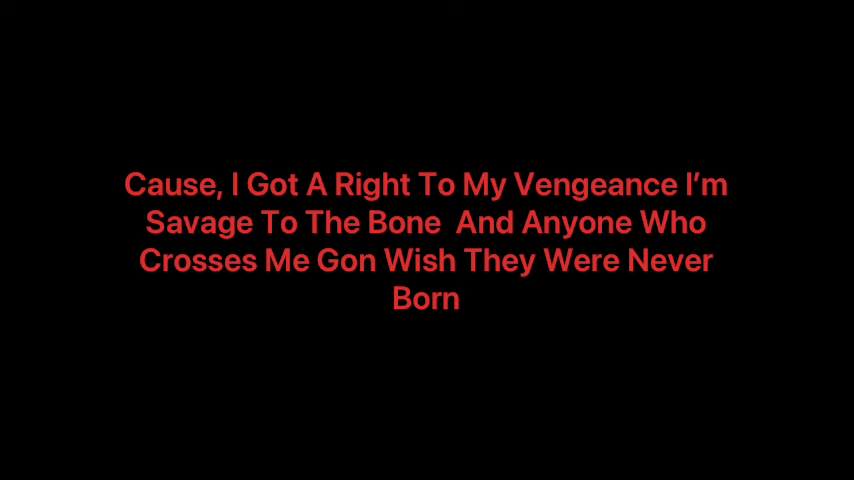 Cause, I Got A Right To My Vengeance I’m
Savage To The Bone  And Anyone Who
Crosses Me Gon Wish They Were Never
Born